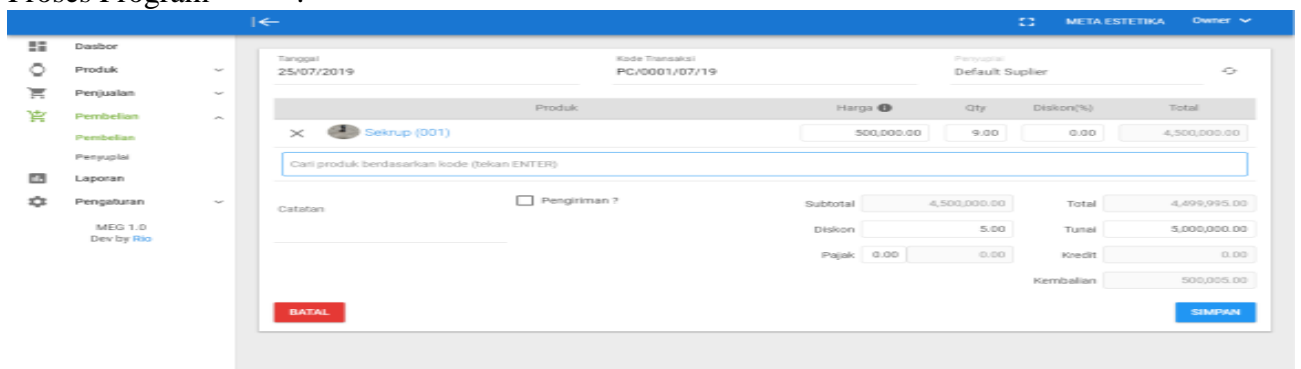 META ESTETIKA Owner
Dasbor
Produk
Penjualan
Pembelian
Pembelian
Penyuplai
Laporan
Pengaturan
MEG 1.0
Dev by Rio
Tanggal Kode Transaksi Penyuplai
25/07/2019 PC/0001/07/19 Default Suplier
Produk Harga Qty Diskon(%) Total
Sekrup (001) 500,000.00 9.00 0.00 4,500,000.00
Cari produk berdasarkan kode (tekan ENTER)
Catatan Pengiriman ? Subtotal 4,500,000.00 Total 4,499,995.00
Diskon 5.00 Tunai 5,000,000.00
Pajak 0.00 0.00 Kredit 0.00
Kembalian 500,005.00
BATAL SIMPAN